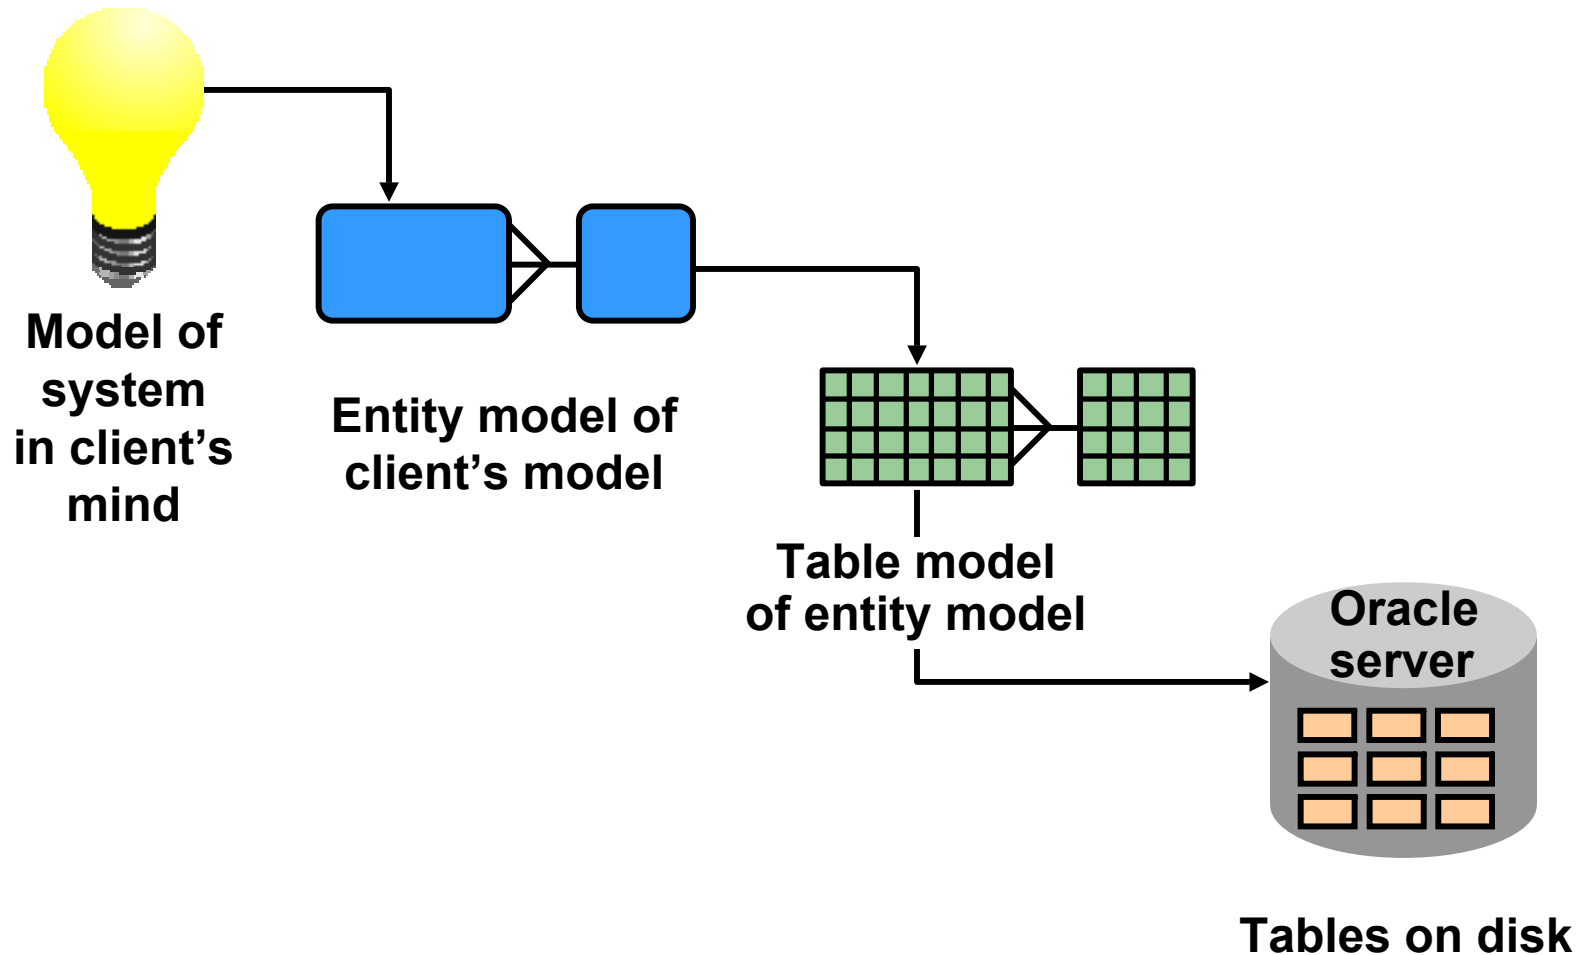 Model of
system
in client's
mind
Entity model of
client's model
Table model
of entity model
Oracle
server
Tables on disk